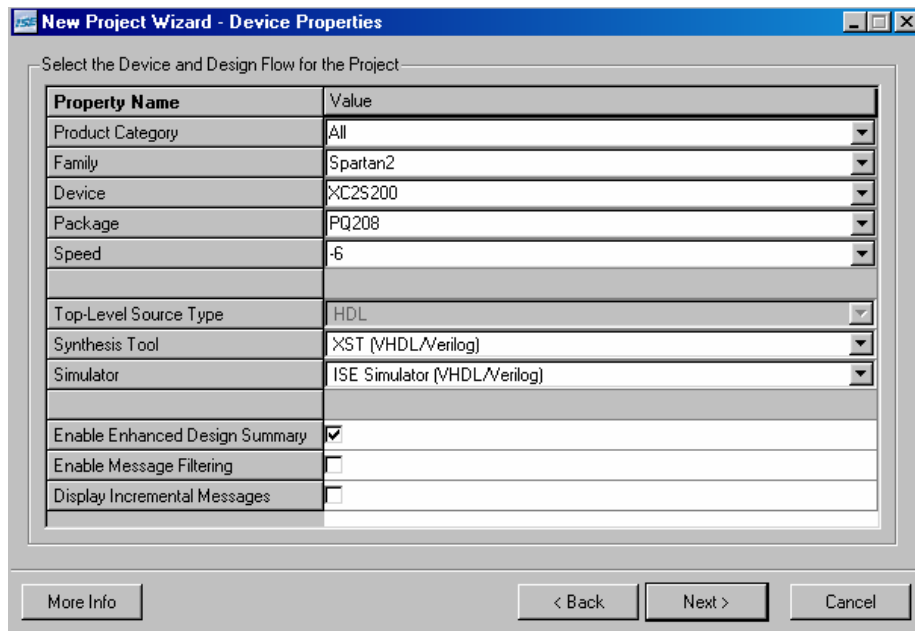 ISE New Project Wizard - Device Properties
Select the Device and Design Flow for the Project
Property Name Value
Product Category All
Family Spartan2
Device XC2S200
Package PQ208
Speed -6
Top-Level Source Type HDL
Synthesis Tool XST (VHDL/Verilog)
Simulator ISE Simulator (VHDL/Verilog)
Enable Enhanced Design Summary
Enable Message Filtering
Display Incremental Messages
More Info < Back Next > Cancel